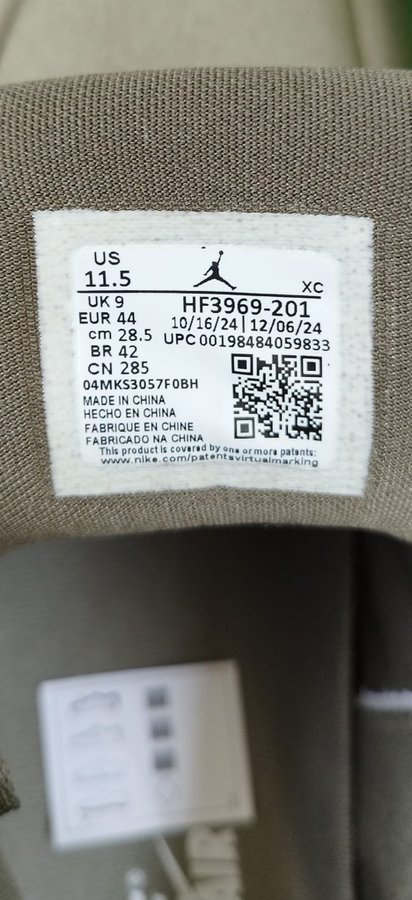 US
11.5
XC
UK 9
EUR 44
cm 28.5
BR 42
CN 285
HF3969-201
10/16/24 | 12/06/24
UPC 00198484059833
04MKS3057F0BH
MADE IN CHINA
HECHO EN CHINA
FABRIQUE EN CHINE
FABRICADO NA CHINA
This product is covered by one or more patents:
www.nike.com/patentsvirtualmarking
AIR